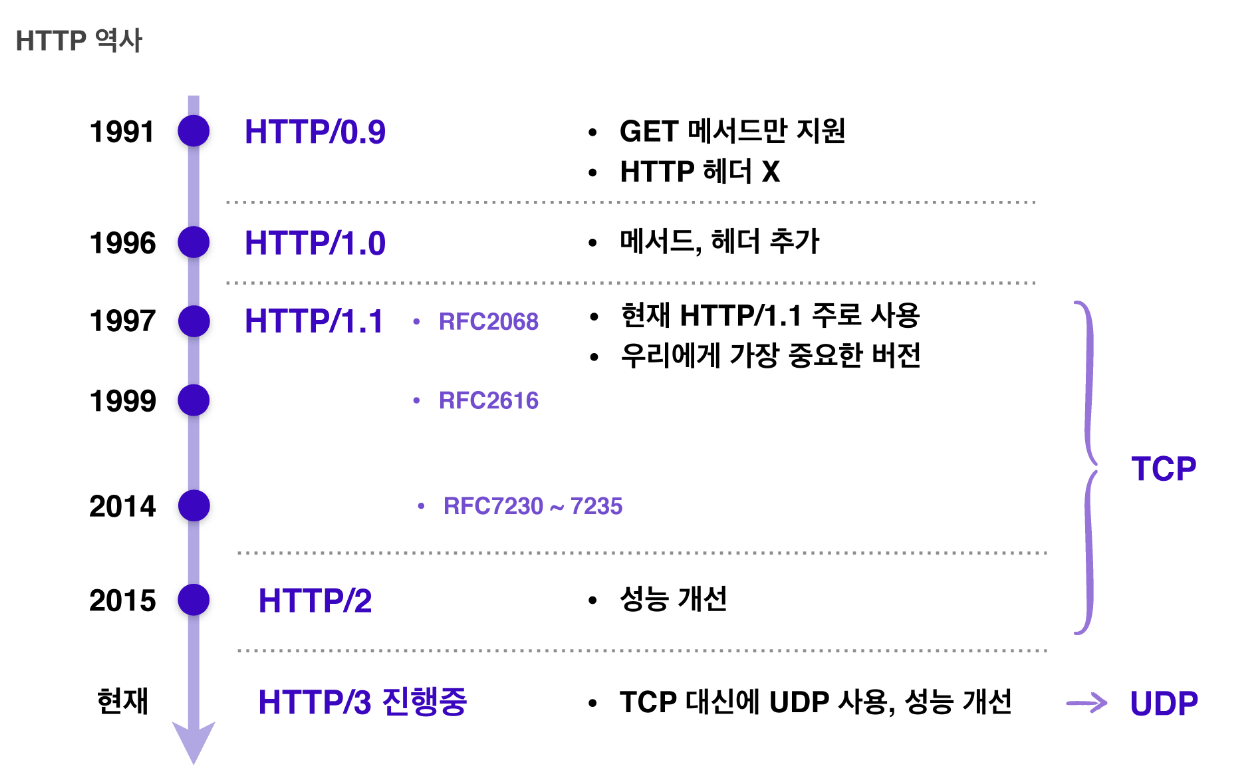 HTTP 역사
1991 HTTP/0.9 • GET 메서드만 지원
• HTTP 헤더 X
1996 HTTP/1.0 • 메서드, 헤더 추가
1997 HTTP/1.1 • RFC2068 • 현재 HTTP/1.1 주로 사용
• 우리에게 가장 중요한 버전
1999 • RFC2616
TCP
2014 • RFC7230 ~ 7235
2015 HTTP/2 • 성능 개선
현재 HTTP/3 진행중 • TCP 대신에 UDP 사용, 성능 개선 → UDP